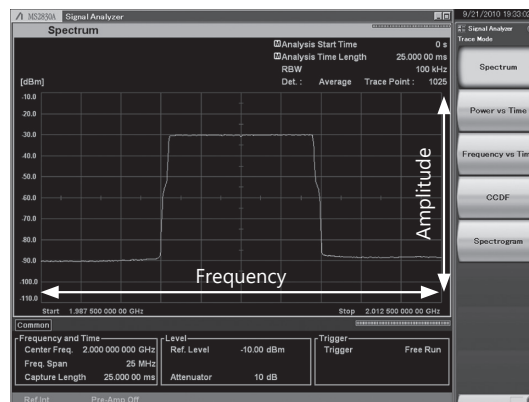 MS2830A Signal Analyzer
9/21/2010 19:33:02
Spectrum
Signal Analyzer
Trace Mode
M Analysis Start Time 0 s
M Analysis Time Length 25.000 00 ms
RBW 100 kHz
[dBm] Det. : Average Trace Point : 1025
-10.0
-20.0
-30.0
-40.0
-50.0
-60.0
-70.0
-80.0
-90.0
-100.0
-110.0
Amplitude
Frequency
Start 1.987 500 000 00 GHz Stop 2.012 500 000 00 GHz
Spectrum
Power vs Time
Frequency vs Tim
CCDF
Spectrogram
Common
Frequency and Time
Center Freq. 2.000 000 000 GHz
Freq. Span 25 MHz
Capture Length 25.000 00 ms
Level
Ref. Level -10.00 dBm
Attenuator 10 dB
Trigger
Trigger Free Run
Ref.Int Pre-Amp Off